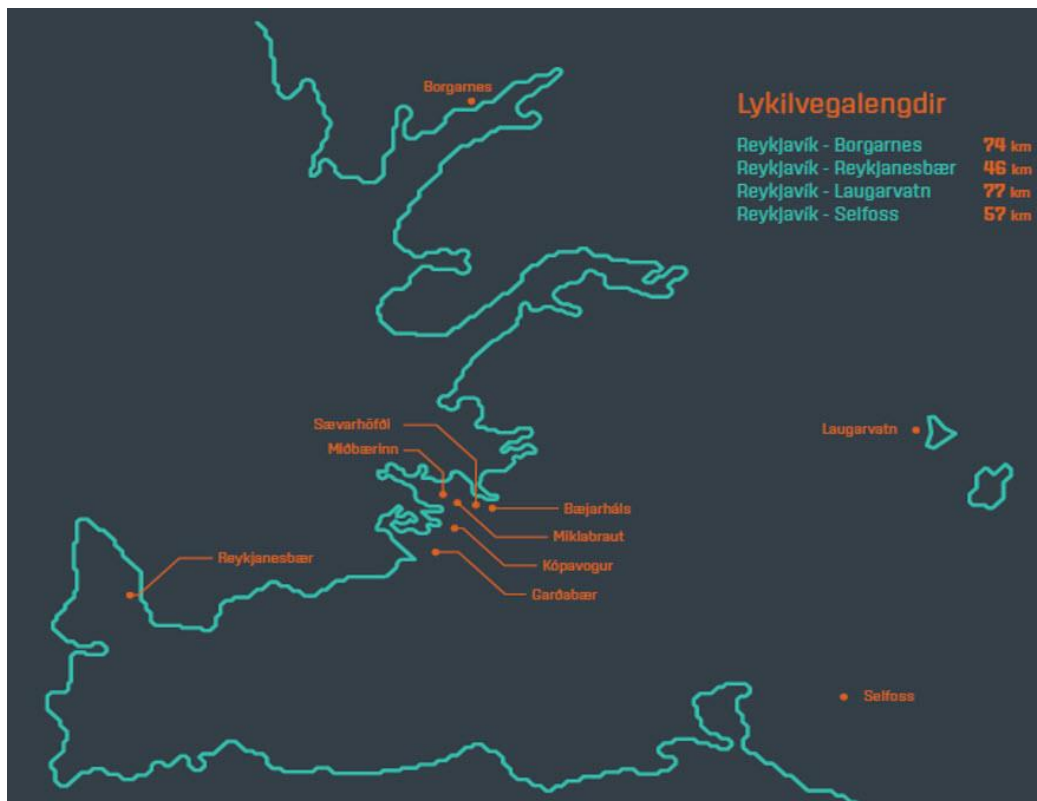 Borgarnes
Lykilvegalengdir
Reykjavík - Borgarnes 74 km
Reykjavík - Reykjanesbær 46 km
Reykjavík - Laugarvatn 77 km
Reykjavík - Selfoss 57 km
Sævarhöfði
Miðbærinn
Laugarvatn
Bæjarháls
Miklabraut
Reykjanesbær
Kópavogur
Garðabær
Selfoss